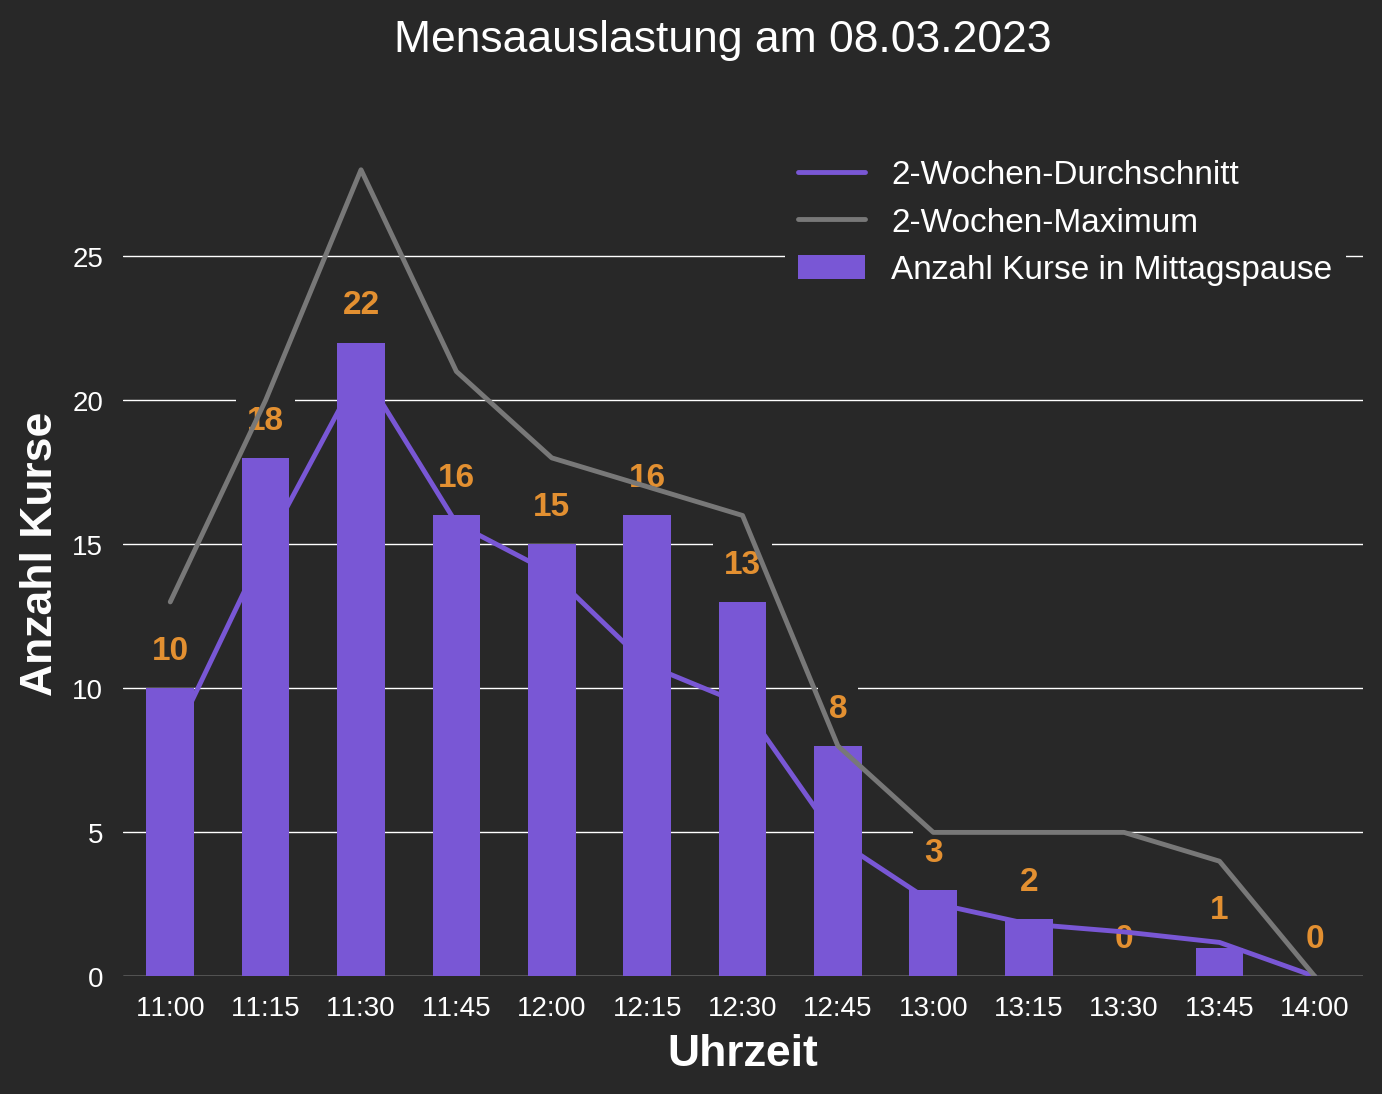 Mensaauslastung am 08.03.2023
2-Wochen-Durchschnitt
2-Wochen-Maximum
Anzahl Kurse in Mittagspause
Anzahl Kurse
25
20
15
10
5
0
10
18
22
16
15
16
13
8
3
2
0
1
0
11:00 11:15 11:30 11:45 12:00 12:15 12:30 12:45 13:00 13:15 13:30 13:45 14:00
Uhrzeit